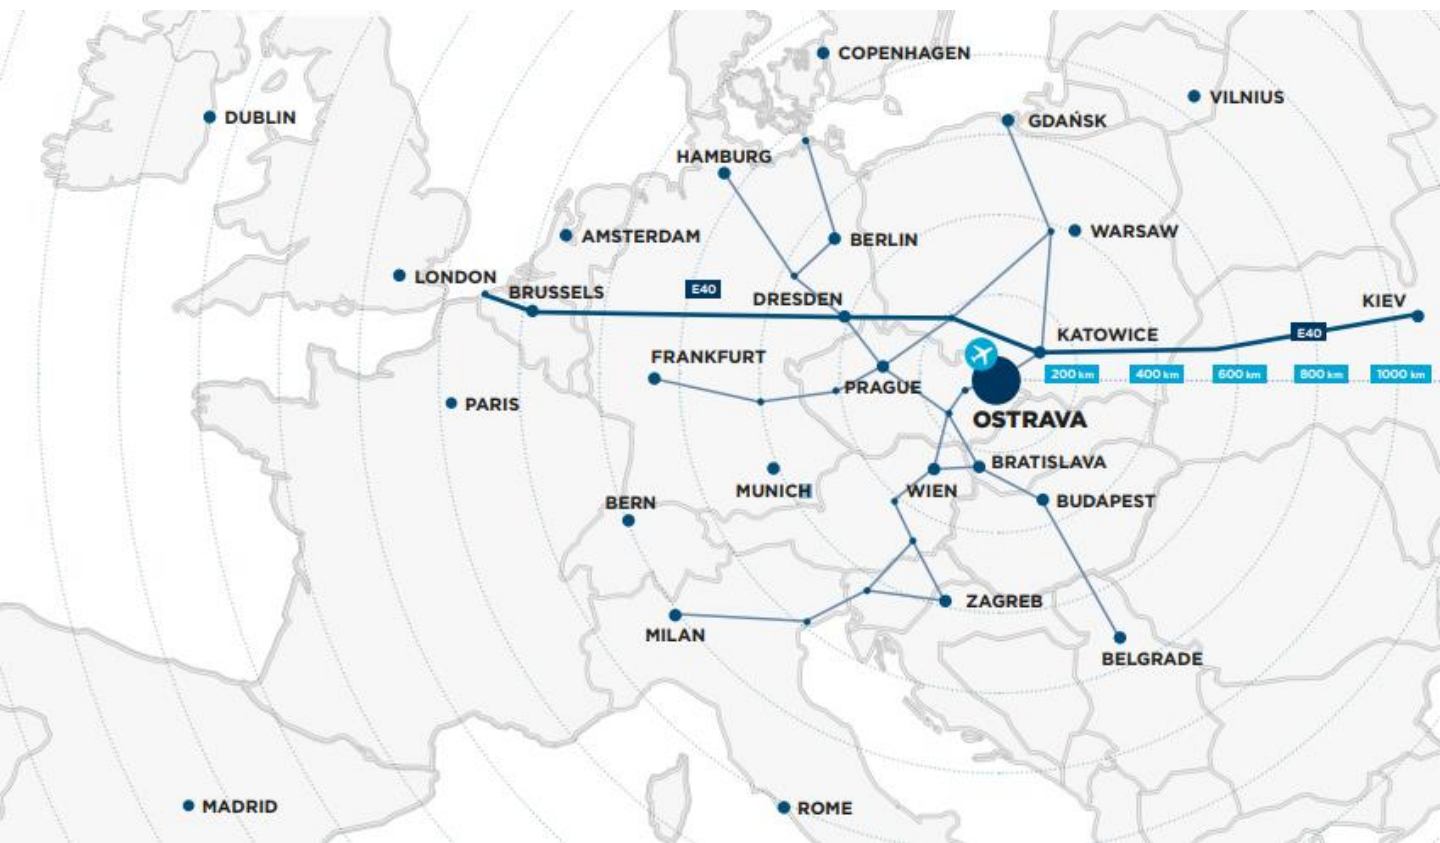 COPENHAGEN
VILNIUS
DUBLIN
GDAŃSK
HAMBURG
AMSTERDAM
BERLIN
WARSAW
LONDON
BRUSSELS
E40
DRESDEN
KIEV
E40
KATOWICE
FRANKFURT
PRAGUE
200 km
400 km
600 km
800 km
1000 km
PARIS
OSTRAVA
MUNICH
WIEN
BRATISLAVA
BERN
BUDAPEST
ZAGREB
MILAN
BELGRADE
MADRID
ROME